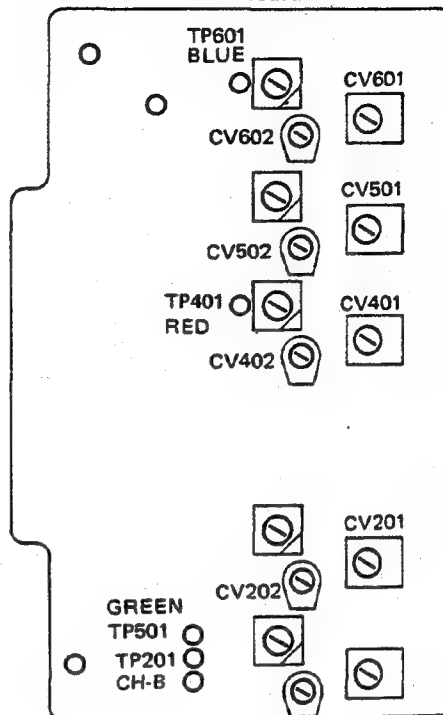 TP601
BLUE
CV601
CV602
CV501
CV502
TP401
CV401
RED
CV402
CV201
CV202
GREEN
TP501
TP201
CH-B